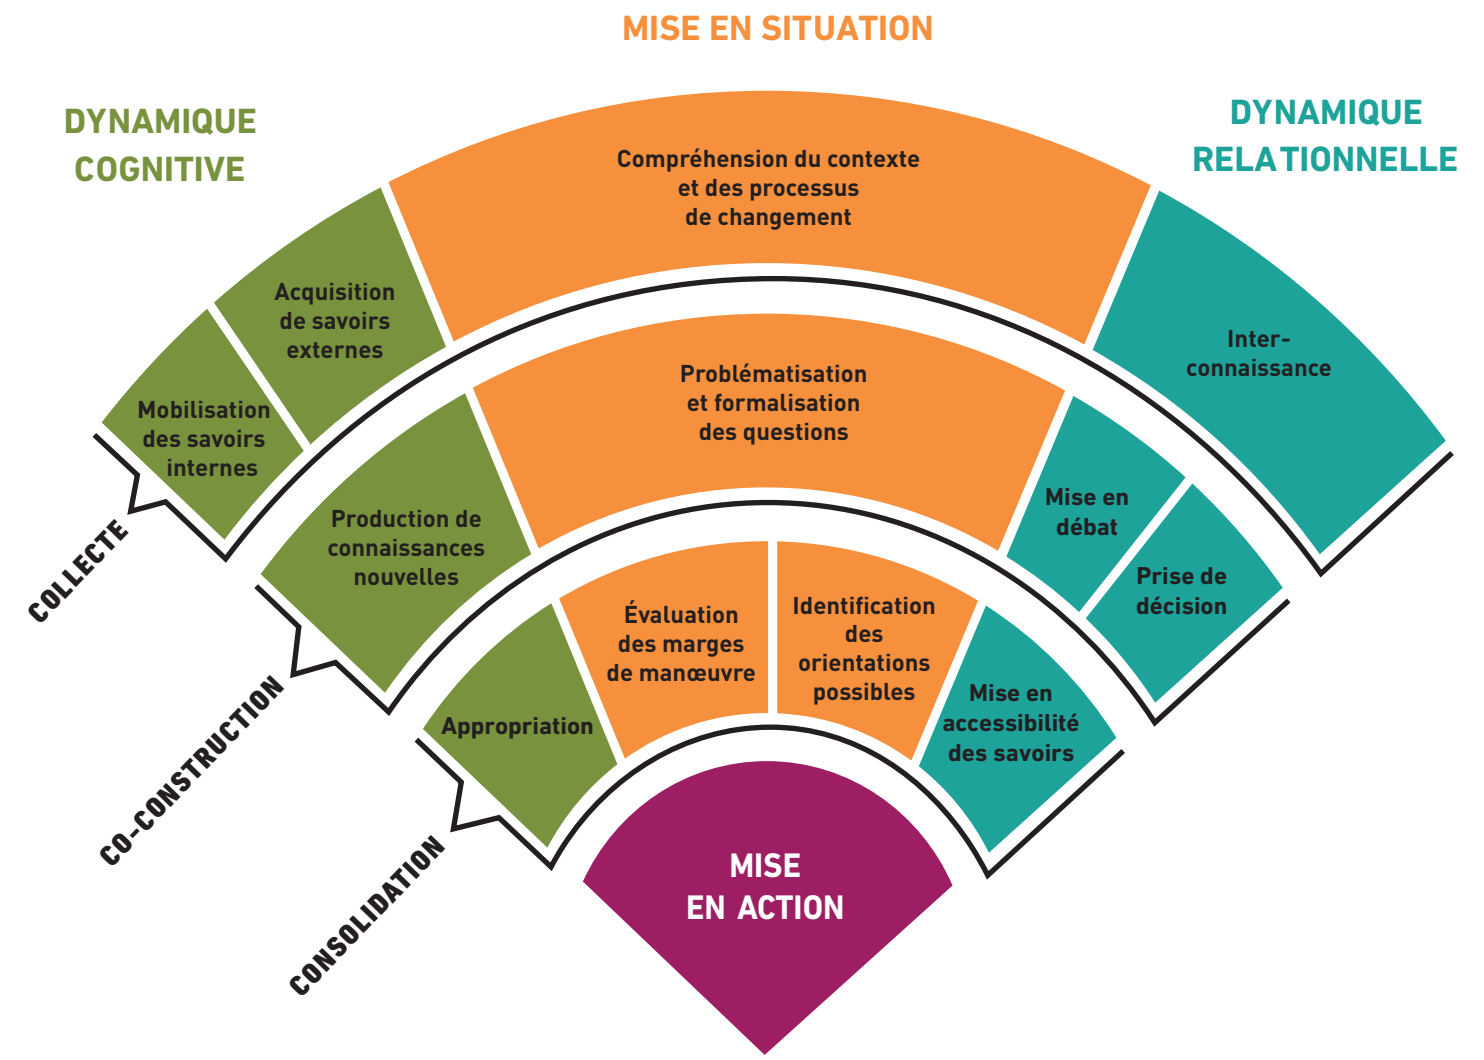 MISE EN SITUATION
DYNAMIQUE
COGNITIVE
DYNAMIQUE
RELATIONNELLE
Compréhension du contexte
et des processus
de changement
Acquisition
de savoirs
externes
Mobilisation
des savoirs
internes
Inter-
connaissance
COLLECTE
Problématisation
et formalisation
des questions
Production de
connaissances
nouvelles
Mise en
débat
Prise de
décision
CO-CONSTRUCTION
Évaluation
des marges
de manœuvre
Identification
des
orientations
possibles
Appropriation
Mise en
accessibilité
des savoirs
CONSOLIDATION
MISE
EN ACTION